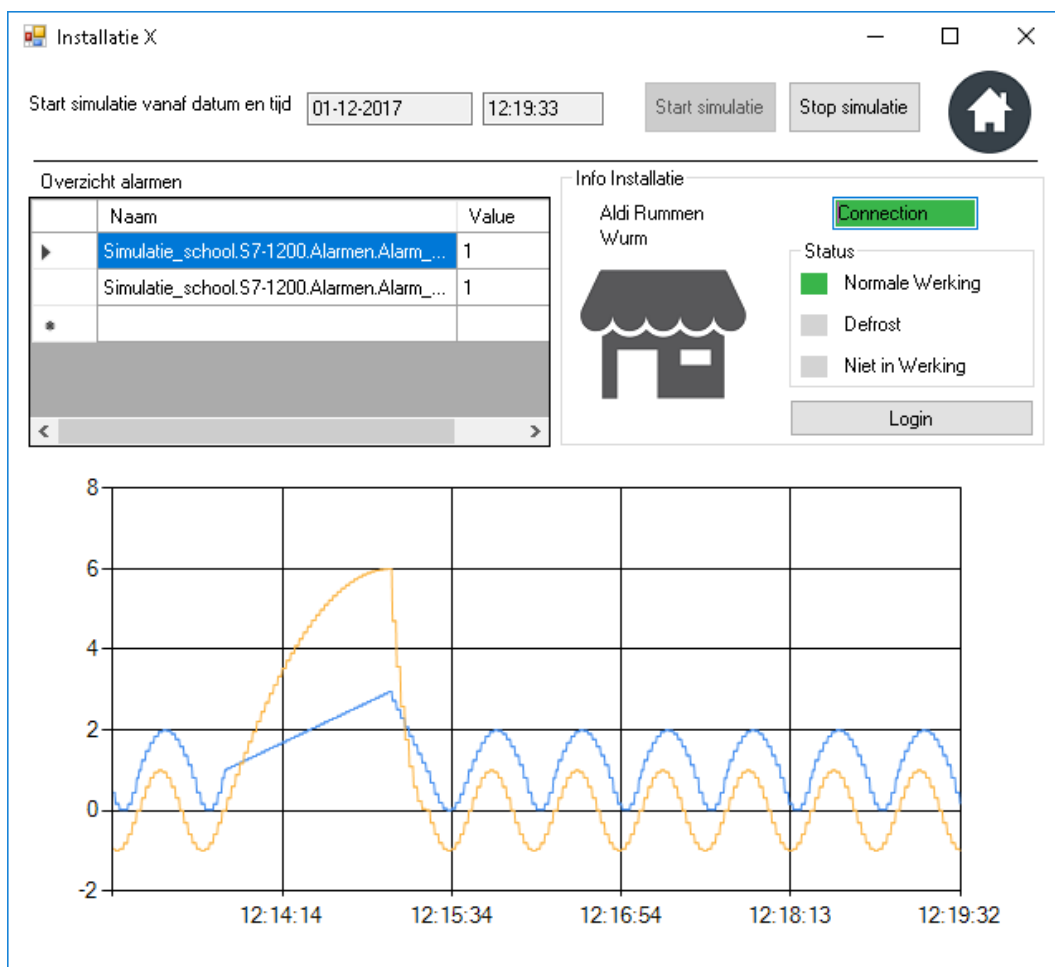 Installatie X
Start simulatie vanaf datum en tijd 01-12-2017 12:19:33 Start simulatie Stop simulatie
Overzicht alarmen
Naam Value
Simulatie_school.S7-1200.Alarmen.Alarm_... 1
Simulatie_school.S7-1200.Alarmen.Alarm_... 1
Info Installatie
Aldi Rummen
Wurm
Connection
Status
Normale Werking
Defrost
Niet in Werking
Login
8
6
4
2
0
-2
12:14:14 12:15:34 12:16:54 12:18:13 12:19:32